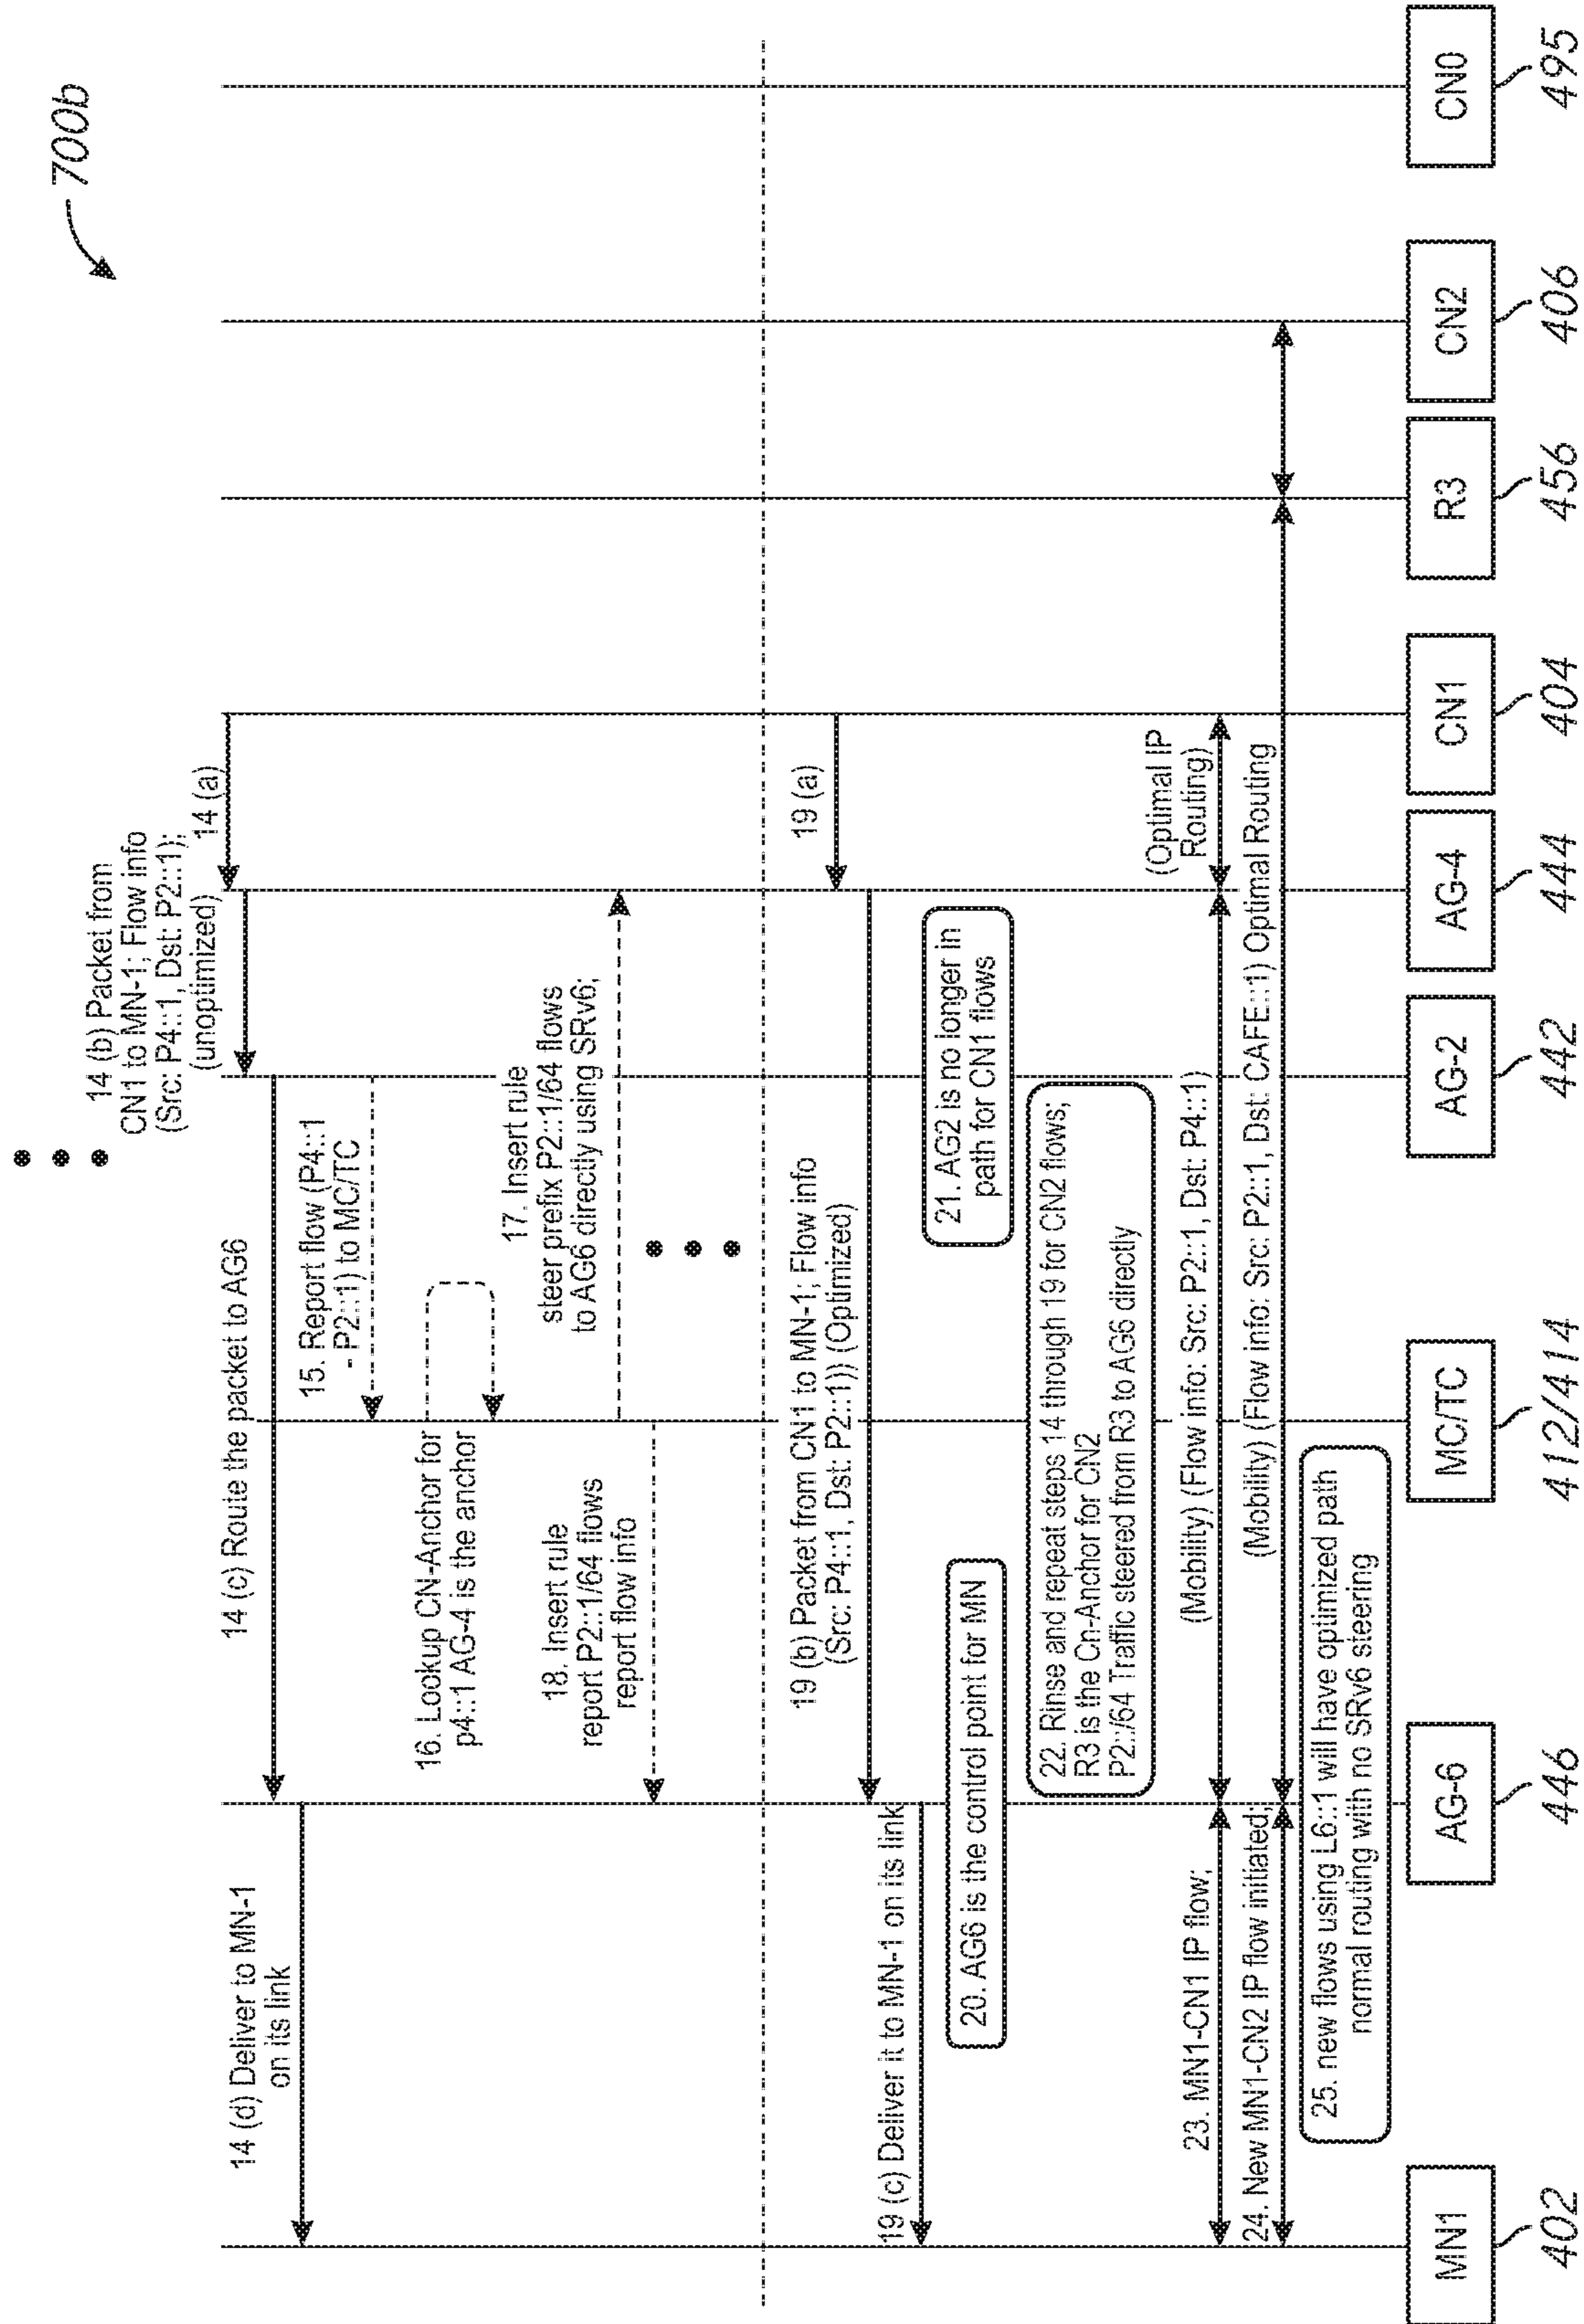 700b
14 (b) Packet from
CN1 to MN-1; Flow info
(Src: P4::1, Dst: P2::1);
(unoptimized)
14 (a)
14 (c) Route the packet to AG6
14 (d) Deliver to MN-1
on its link
15. Report flow (P4::1
- P2::1) to MC/TC
16. Lookup CN-Anchor for
p4::1 AG-4 is the anchor
17. Insert rule
steer prefix P2::1/64 flows
to AG6 directly using SRv6;
18. Insert rule
report P2::1/64 flows
report flow info
19 (a)
19 (b) Packet from CN1 to MN-1; Flow info
(Src: P4::1, Dst: P2::1)) (Optimized)
19 (c) Deliver it to MN-1 on its link
20. AG6 is the control point for MN
21. AG2 is no longer in
path for CN1 flows
22. Rinse and repeat steps 14 through 19 for CN2 flows;
R3 is the Cn-Anchor for CN2
P2::/64 Traffic steered from R3 to AG6 directly
23. MN1-CN1 IP flow;
(Mobility) (Flow info: Src: P2::1, Dst: P4::1)
(Optimal IP
Routing)
24. New MN1-CN2 IP flow initiated;
(Mobility) (Flow info: Src: P2::1, Dst: CAFE::1) Optimal Routing
25. new flows using L6::1 will have optimized path
normal routing with no SRv6 steering
MN1
AG-6
MC/TC
AG-2
AG-4
CN1
R3
CN2
CN0
402
446
412/414
442
444
404
456
406
495